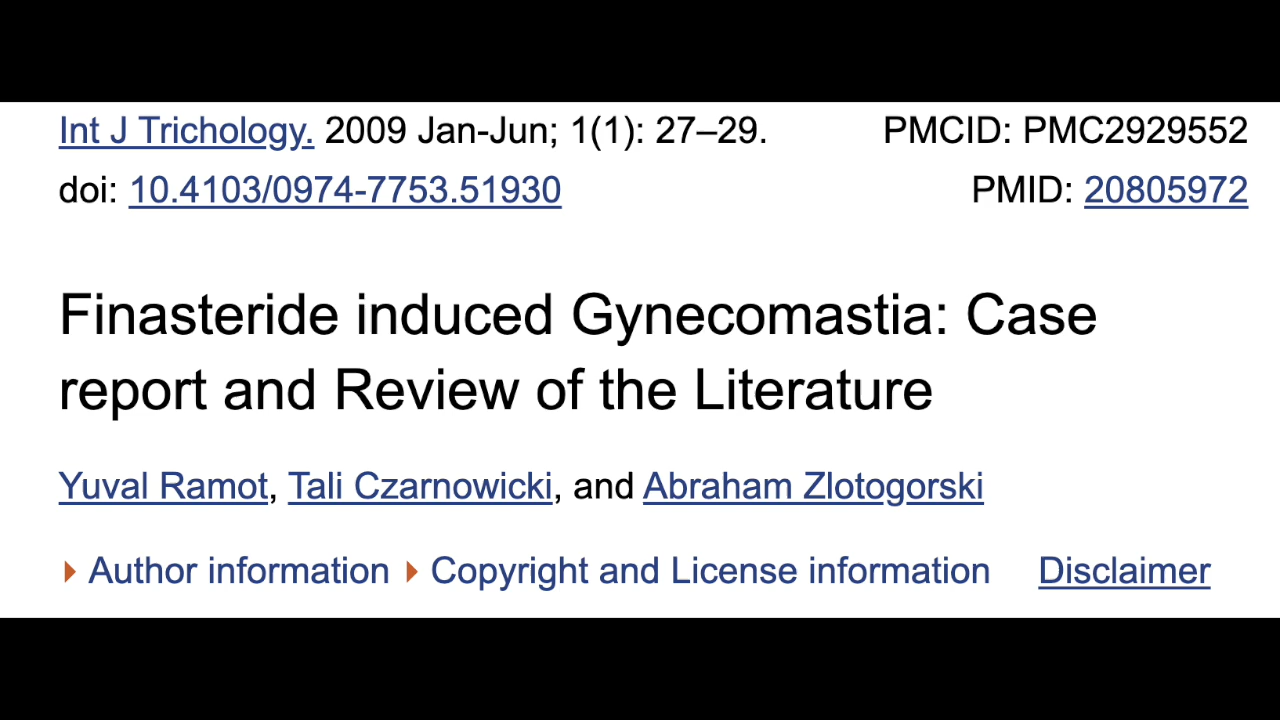 Int J Trichology. 2009 Jan-Jun; 1(1): 27–29. PMCID: PMC2929552
doi: 10.4103/0974-7753.51930 PMID: 20805972
Finasteride induced Gynecomastia: Case
report and Review of the Literature
Yuval Ramot, Tali Czarnowicki, and Abraham Zlotogorski
Author information Copyright and License information Disclaimer